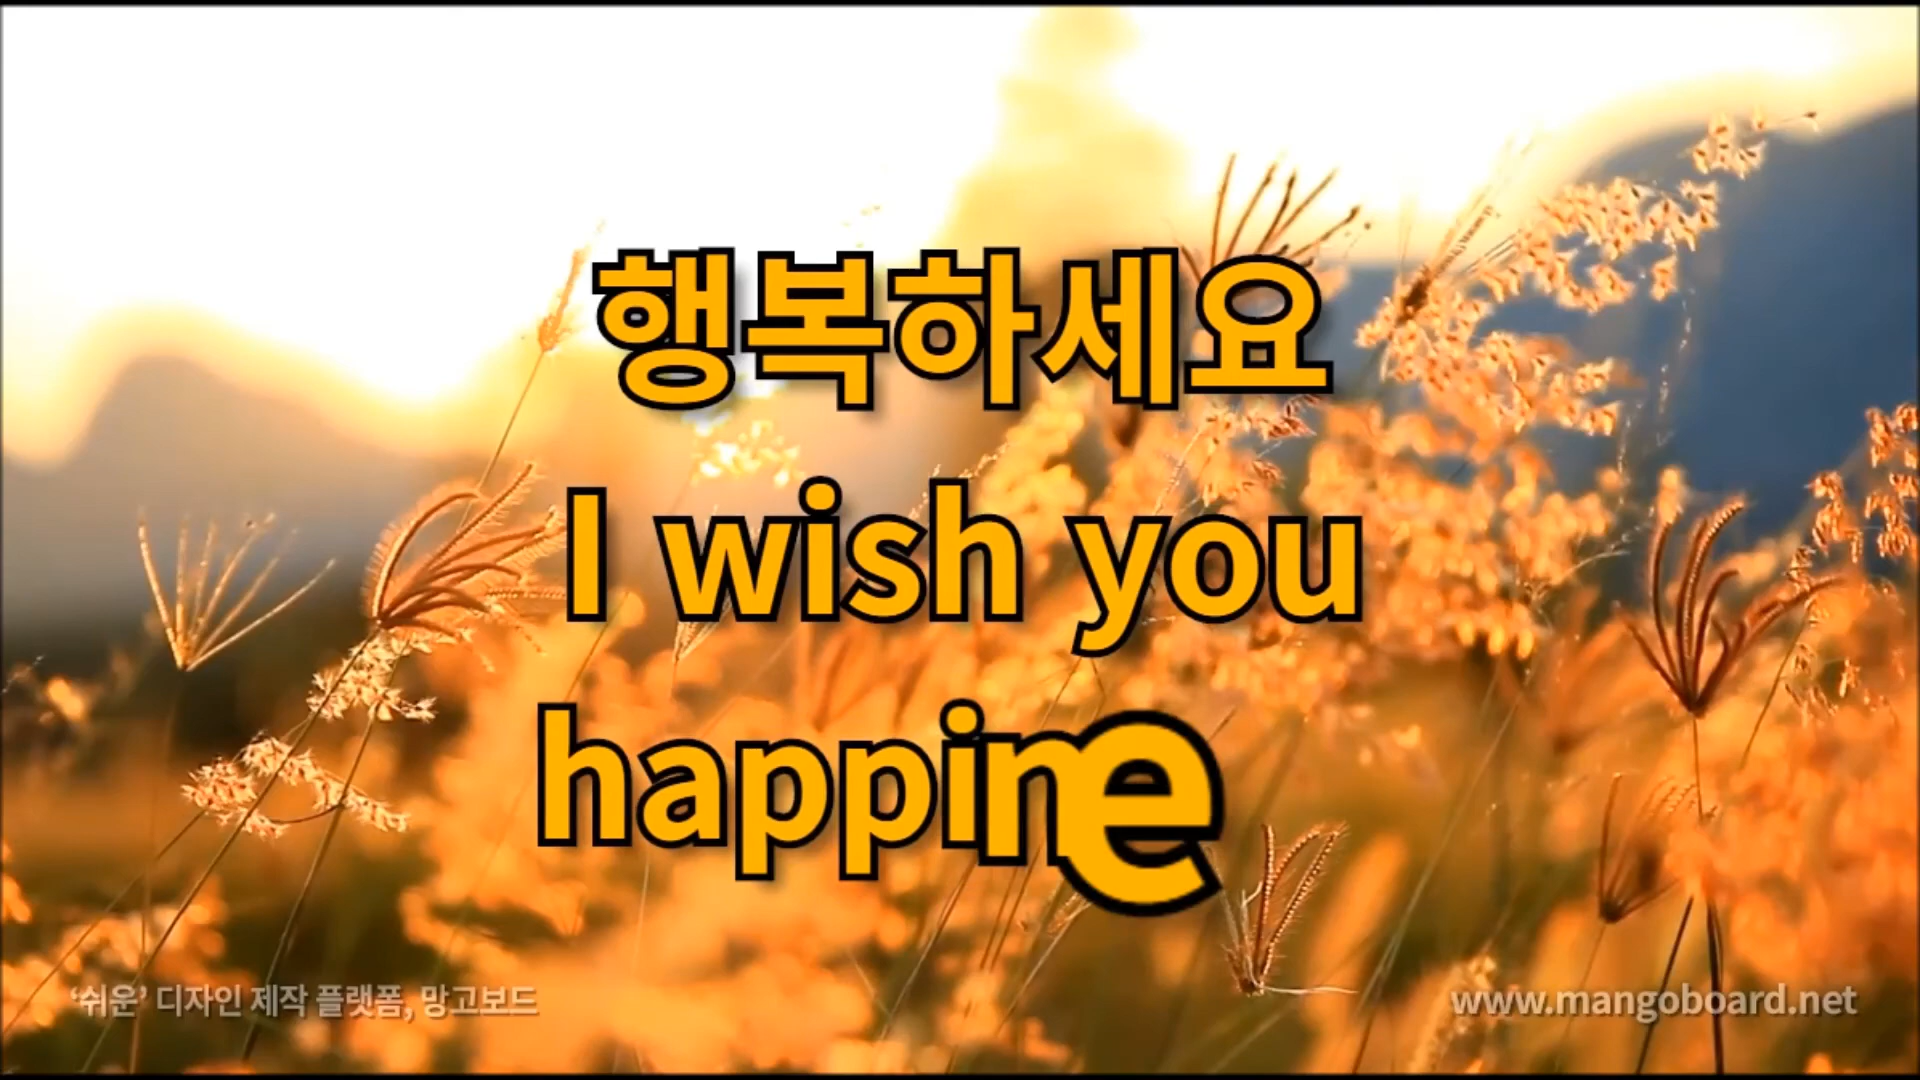 행복하세요
I wish you
happine
‘쉬운’ 디자인 제작 플랫폼, 망고보드
www.mangoboard.net